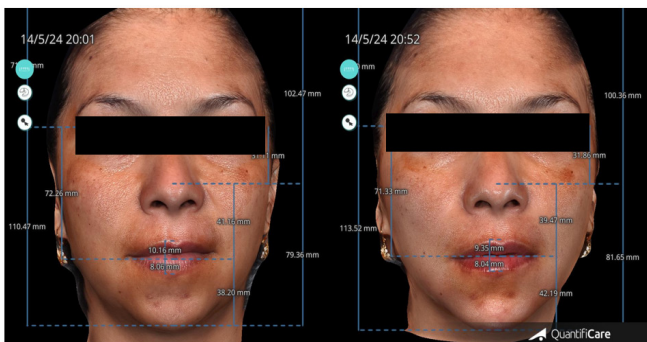 14/5/24 20:01
102.47 mm
72.26 mm
110.47 mm
41.16 mm
10.16 mm
8.06 mm
79.36 mm
38.20 mm
14/5/24 20:52
100.36 mm
31.86 mm
71.33 mm
113.52 mm
39.47 mm
9.35 mm
8.04 mm
81.65 mm
42.19 mm
QuantifiCare